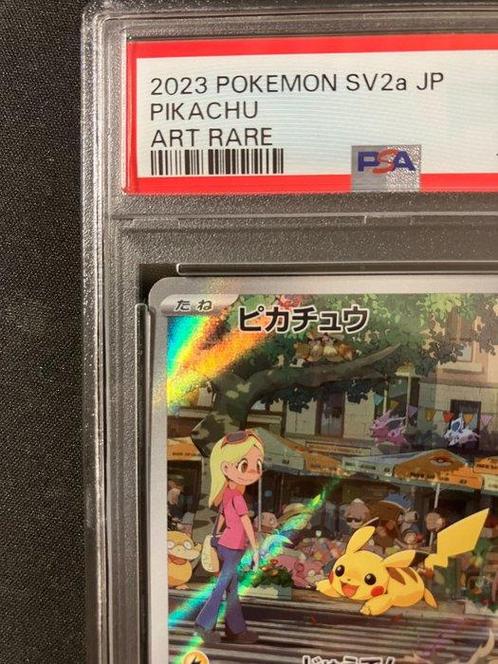 2023 POKEMON SV2a JP
PIKACHU
ART RARE
PSA
たね
ピカチュウ